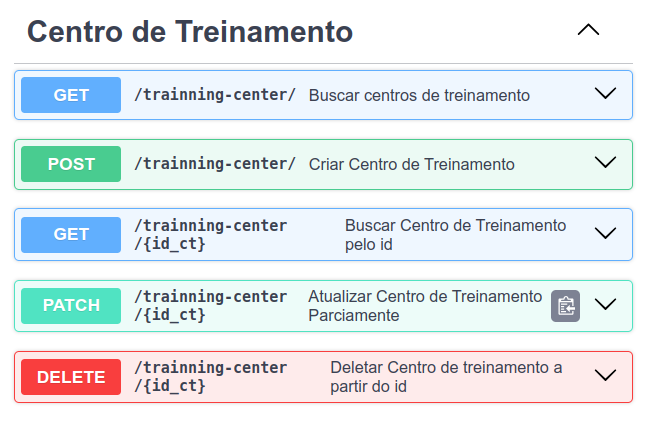 Centro de Treinamento
GET /trainning-center/ Buscar centros de treinamento
POST /trainning-center/ Criar Centro de Treinamento
GET /trainning-center
/{id_ct} Buscar Centro de Treinamento
pelo id
PATCH /trainning-center
/{id_ct} Atualizar Centro de Treinamento
Parciamente
DELETE /trainning-center
/{id_ct} Deletar Centro de treinamento a
partir do id